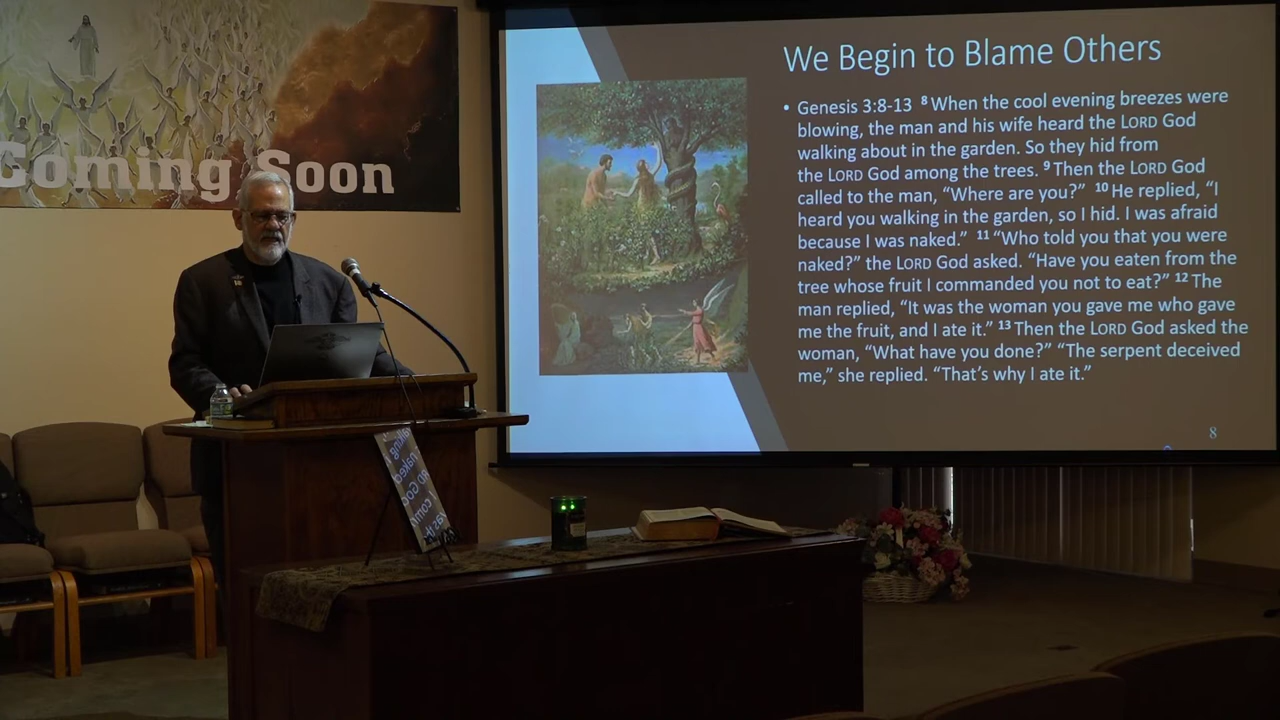 Coming Soon
We Begin to Blame Others
• Genesis 3:8-13 8 When the cool evening breezes were
blowing, the man and his wife heard the LORD God
walking about in the garden. So they hid from
the LORD God among the trees. 9 Then the LORD God
called to the man, “Where are you?” 10 He replied, “I
heard you walking in the garden, so I hid. I was afraid
because I was naked.” 11 “Who told you that you were
naked?” the LORD God asked. “Have you eaten from the
tree whose fruit I commanded you not to eat?” 12 The
man replied, “It was the woman you gave me who gave
me the fruit, and I ate it.” 13 Then the LORD God asked the
woman, “What have you done?” “The serpent deceived
me,” she replied. “That’s why I ate it.”
8